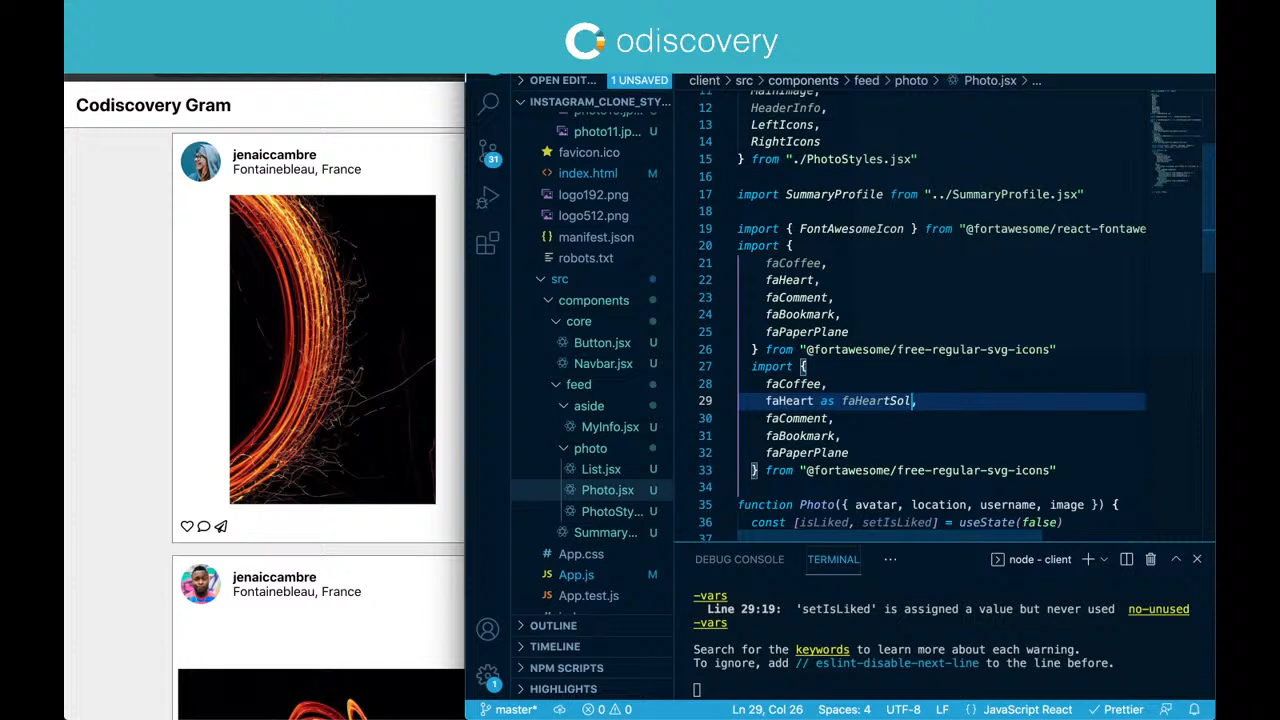 odiscovery
Codiscovery Gram
jenaiccambre
Fontainebleau, France
jenaiccambre
Fontainebleau, France
OPEN EDIT... 1 UNSAVED
INSTAGRAM_CLONE_STY...
photo11.jp... U
favicon.ico
index.html M
logo192.png
logo512.png
manifest.json
robots.txt
src
components
core
Button.jsx U
Navbar.jsx U
feed
aside
MyInfo.jsx U
photo
List.jsx U
Photo.jsx U
PhotoSty... U
Summary... U
App.css
App.js M
App.test.js
OUTLINE
TIMELINE
NPM SCRIPTS
HIGHLIGHTS
31
1
client > src > components > feed > photo > Photo.jsx > ...
11 MainImage,
12 HeaderInfo,
13 LeftIcons,
14 RightIcons
15 } from "./PhotoStyles.jsx"
16
17 import SummaryProfile from "../SummaryProfile.jsx"
18
19 import { FontAwesomeIcon } from "@fortawesome/react-fontawe
20 import {
21 faCoffee,
22 faHeart,
23 faComment,
24 faBookmark,
25 faPaperPlane
26 } from "@fortawesome/free-regular-svg-icons"
27 import {
28 faCoffee,
29 faHeart as faHeartSol,
30 faComment,
31 faBookmark,
32 faPaperPlane
33 } from "@fortawesome/free-regular-svg-icons"
34
35 function Photo({ avatar, location, username, image }) {
36 const [isLiked, setIsLiked] = useState(false)
37
DEBUG CONSOLE TERMINAL ... node - client
-vars
Line 29:19: 'setIsLiked' is assigned a value but never used no-unused
-vars
Search for the keywords to learn more about each warning.
To ignore, add // eslint-disable-next-line to the line before.
master* 0 0 Ln 29, Col 26 Spaces: 4 UTF-8 LF {} JavaScript React Prettier